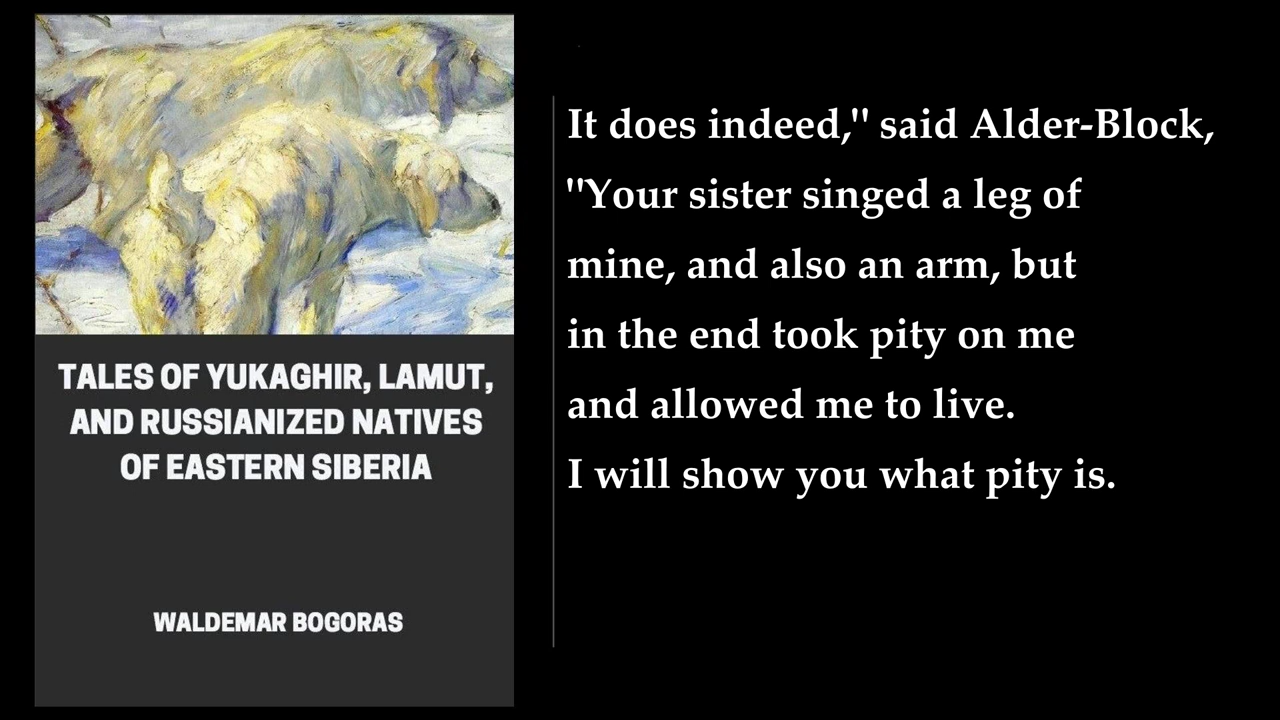 TALES OF YUKAGHIR, LAMUT,
AND RUSSIANIZED NATIVES
OF EASTERN SIBERIA
WALDEMAR BOGORAS
It does indeed," said Alder-Block,
"Your sister singed a leg of
mine, and also an arm, but
in the end took pity on me
and allowed me to live.
I will show you what pity is.